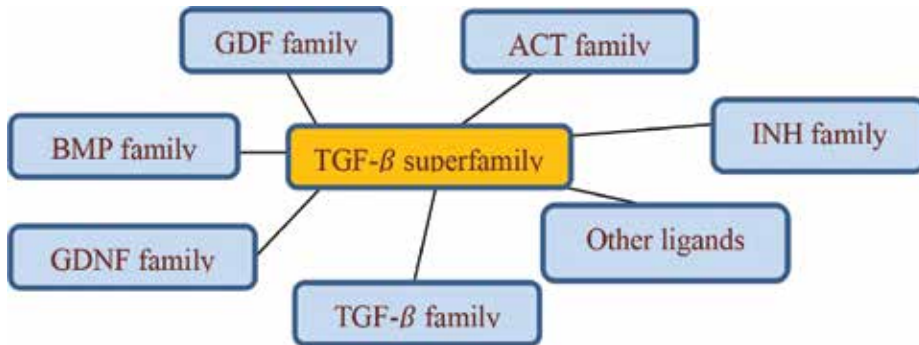 GDF family
ACT family
INH family
BMP family
TGF-β superfamily
Other ligands
GDNF family
TGF-β family